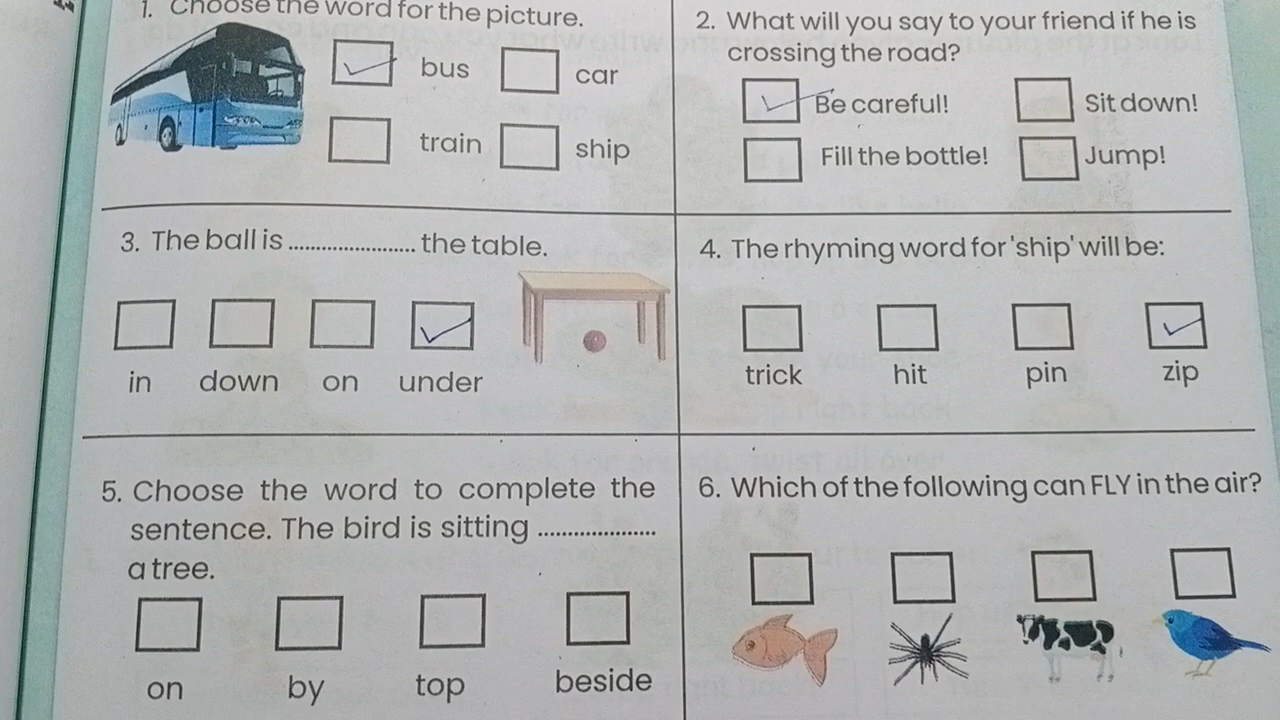 1. Choose the word for the picture.
bus
car
train
ship
2. What will you say to your friend if he is
crossing the road?
Be careful!
Sit down!
Fill the bottle!
Jump!
3. The ball is ...................... the table.
in
down
on
under
4. The rhyming word for 'ship' will be:
trick
hit
pin
zip
5. Choose the word to complete the
sentence. The bird is sitting ....................
a tree.
on
by
top
beside
6. Which of the following can FLY in the air?